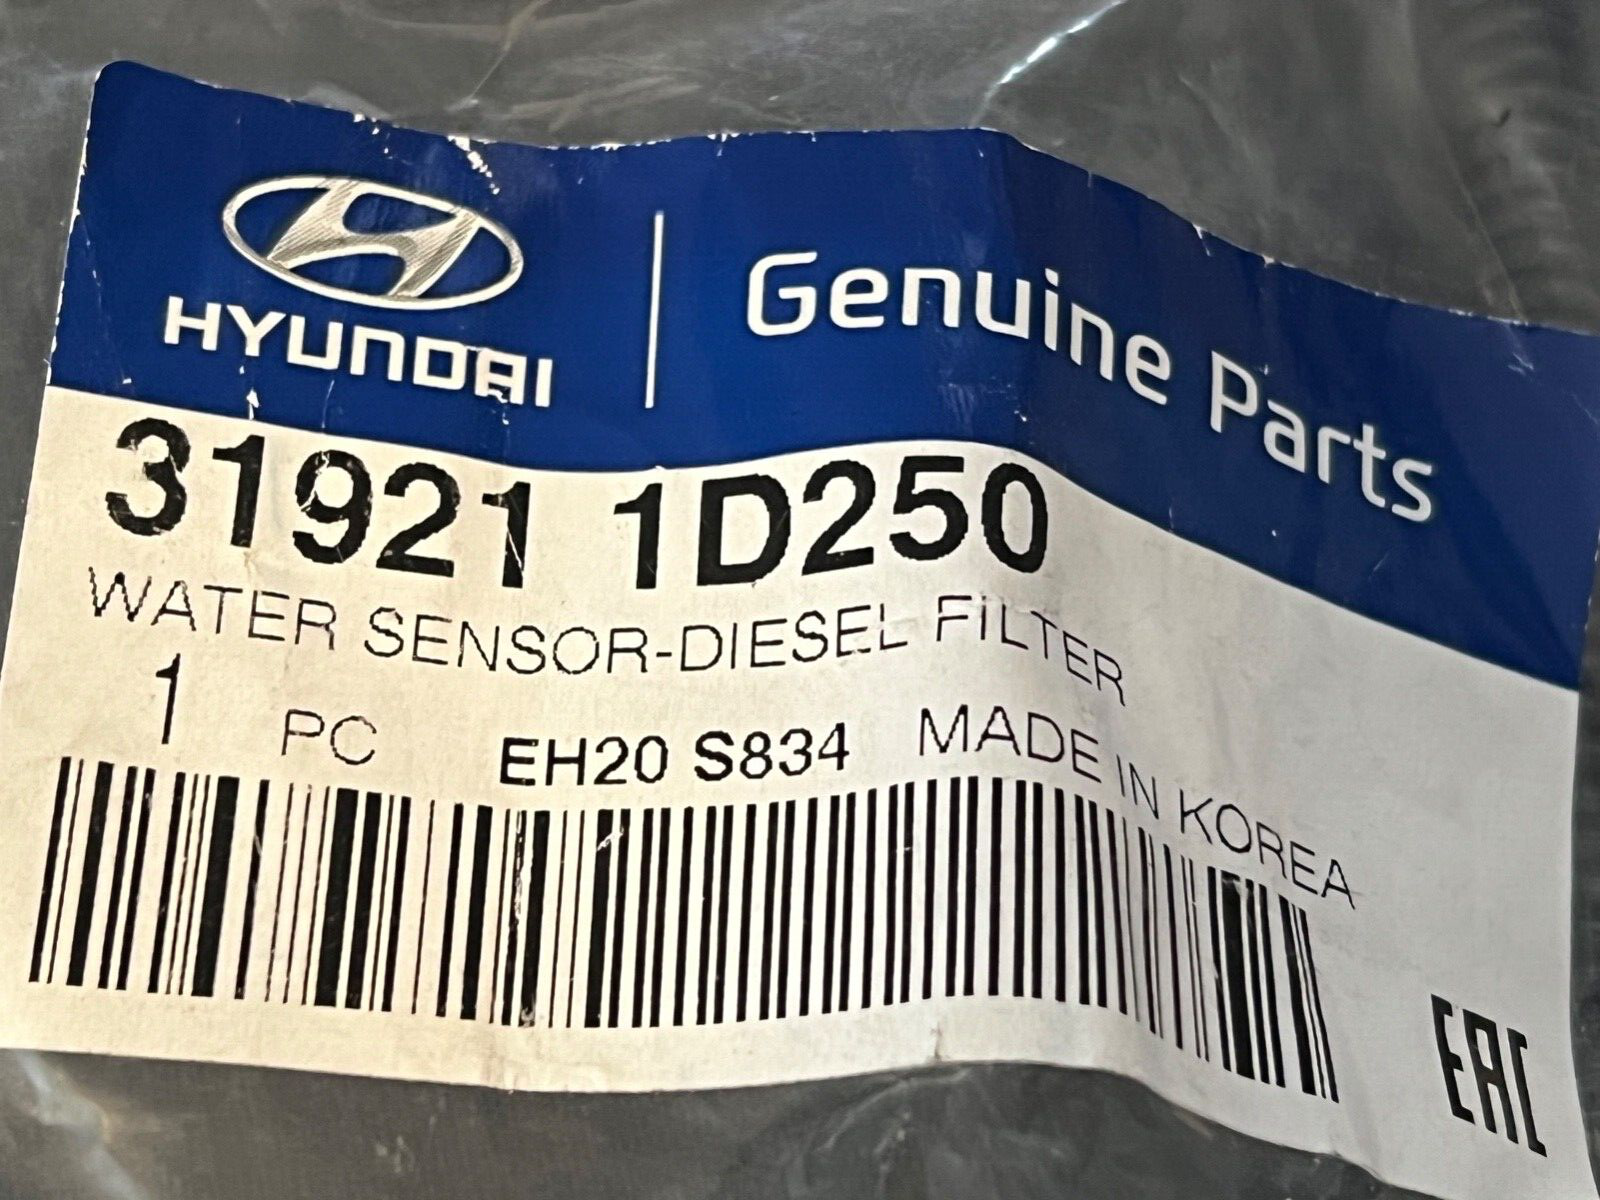 HYUNDAI
Genuine Parts
31921 1D250
WATER SENSOR-DIESEL FILTER
1 PC EH20 S834 MADE IN KOREA
EAC